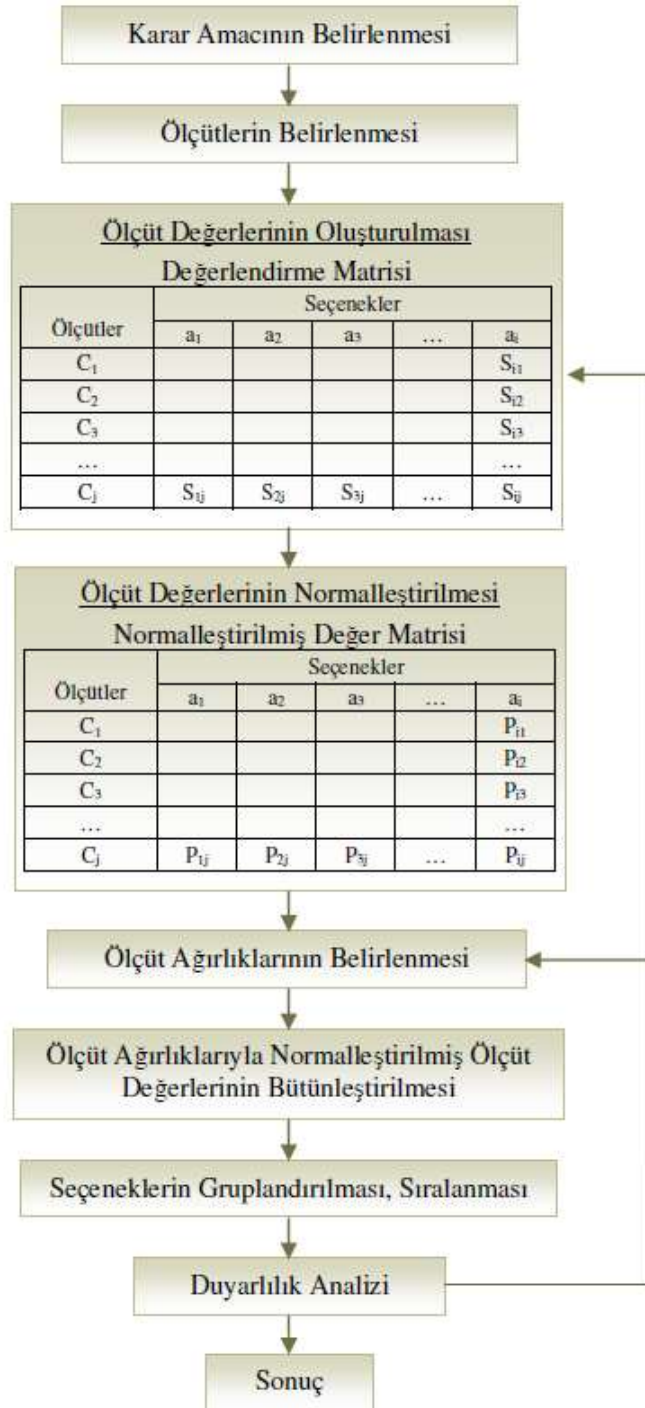 Karar Amacının Belirlenmesi
Ölçütlerin Belirlenmesi
Ölçüt Değerlerinin Oluşturulması
Değerlendirme Matrisi
Ölçütler Seçenekler
a₁ a₂ a₃ … aᵢ
C₁ Sᵢ₁
C₂ Sᵢ₂
C₃ Sᵢ₃
… …
Cⱼ S₁ⱼ S₂ⱼ S₃ⱼ … Sᵢⱼ
Ölçüt Değerlerinin Normalleştirilmesi
Normalleştirilmiş Değer Matrisi
Ölçütler Seçenekler
a₁ a₂ a₃ … aᵢ
C₁ Pᵢ₁
C₂ Pᵢ₂
C₃ Pᵢ₃
… …
Cⱼ P₁ⱼ P₂ⱼ P₃ⱼ … Pᵢⱼ
Ölçüt Ağırlıklarının Belirlenmesi
Ölçüt Ağırlıklarıyla Normalleştirilmiş Ölçüt
Değerlerinin Bütünleştirilmesi
Seçeneklerin Gruplandırılması, Sıralanması
Duyarlılık Analizi
Sonuç